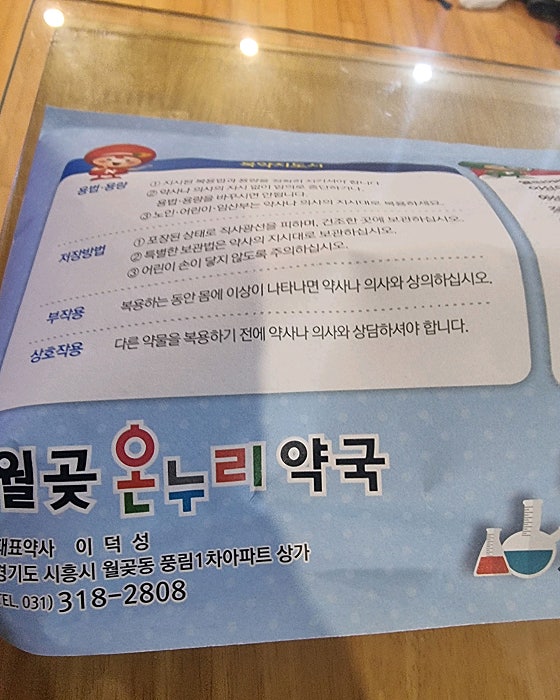 복약지도서
용법·용량
① 지시된 복용법과 용량을 정확히 지키셔야 합니다.
② 약사나 의사의 지시 없이 임의로 중단하거나,
용법·용량을 바꾸시면 안됩니다.
③ 노인·어린이·임산부는 약사나 의사의 지시대로 복용하세요.
저장방법
① 포장된 상태로 직사광선을 피하며, 건조한 곳에 보관하십시오.
② 특별한 보관법은 약사의 지시대로 보관하십시오.
③ 어린이 손이 닿지 않도록 주의하십시오.
부작용
복용하는 동안 몸에 이상이 나타나면 약사나 의사와 상의하십시오.
상호작용
다른 약물을 복용하기 전에 약사나 의사와 상담하셔야 합니다.
월곶 온누리 약국
대표약사 이 덕 성
경기도 시흥시 월곶동 풍림1차아파트 상가
TEL. 031) 318-2808